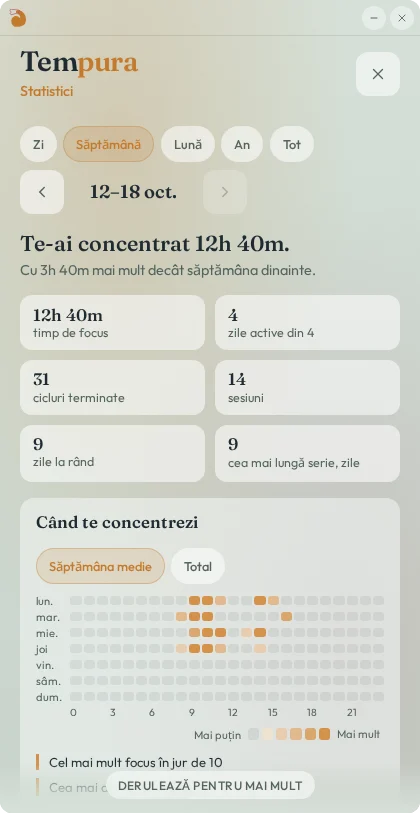 Tempura
Statistici
Zi Săptămână Lună An Tot
12–18 oct.
Te-ai concentrat 12h 40m.
Cu 3h 40m mai mult decât săptămâna dinainte.
12h 40m
timp de focus
4
zile active din 4
31
cicluri terminate
14
sesiuni
9
zile la rând
9
cea mai lungă serie, zile
Când te concentrezi
Săptămâna medie Total
lun.
mar.
mie.
joi
vin.
sâm.
dum.
0 3 6 9 12 15 18 21
Mai puțin Mai mult
Cel mai mult focus în jur de 10
Cea mai
DERULEAZĂ PENTRU MAI MULT